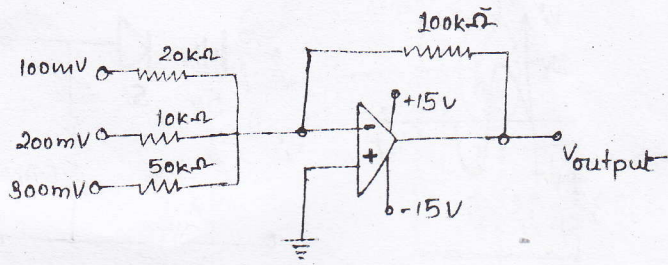 100kΩ
20kΩ
100mV
+15V
10kΩ
-
200mV
50kΩ
+
Voutput
300mV
-15V